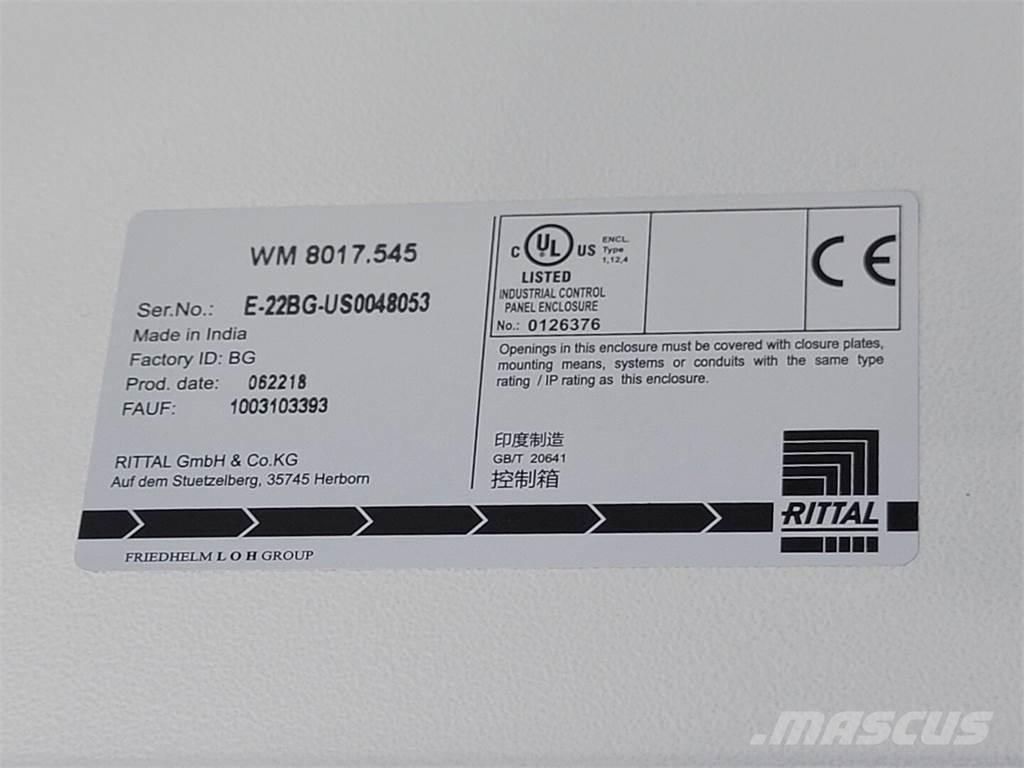 WM 8017.545
Ser.No.: E-22BG-US0048053
Made in India
Factory ID: BG
Prod. date: 062218
FAUF: 1003103393
RITTAL GmbH & Co.KG
Auf dem Stuetzelberg, 35745 Herborn
C UL US ENCL.
Type
1,12,4
LISTED
INDUSTRIAL CONTROL
PANEL ENCLOSURE
No.: 0126376
CE
Openings in this enclosure must be covered with closure plates,
mounting means, systems or conduits with the same type
rating / IP rating as this enclosure.
印度制造
GB/T 20641
控制箱
RITTAL
FRIEDHELM LOH GROUP
MASCUS